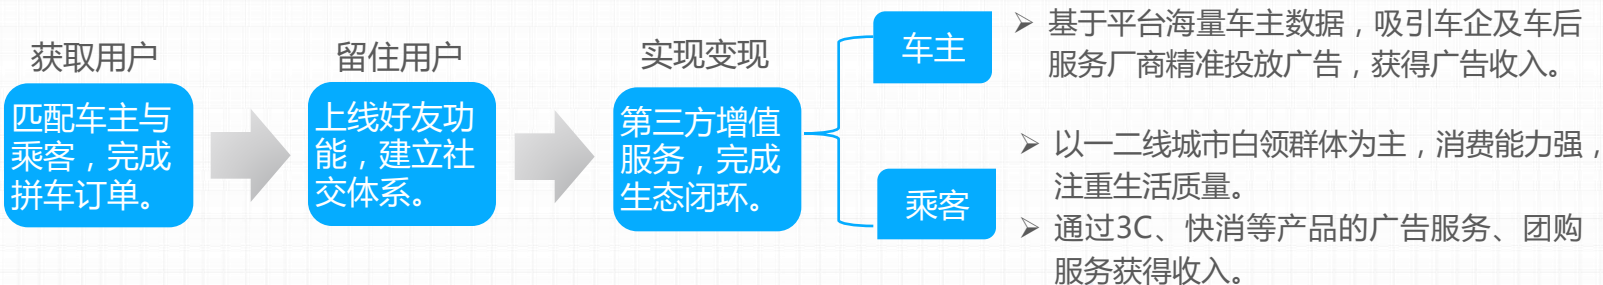 获取用户
匹配车主与
乘客，完成
拼车订单。
留住用户
上线好友功
能，建立社
交体系。
实现变现
第三方增值
服务，完成
生态闭环。
车主
➢ 基于平台海量车主数据，吸引车企及车后
服务厂商精准投放广告，获得广告收入。
乘客
➢ 以一二线城市白领群体为主，消费能力强，
注重生活质量。
➢ 通过3C、快消等产品的广告服务、团购
服务获得收入。